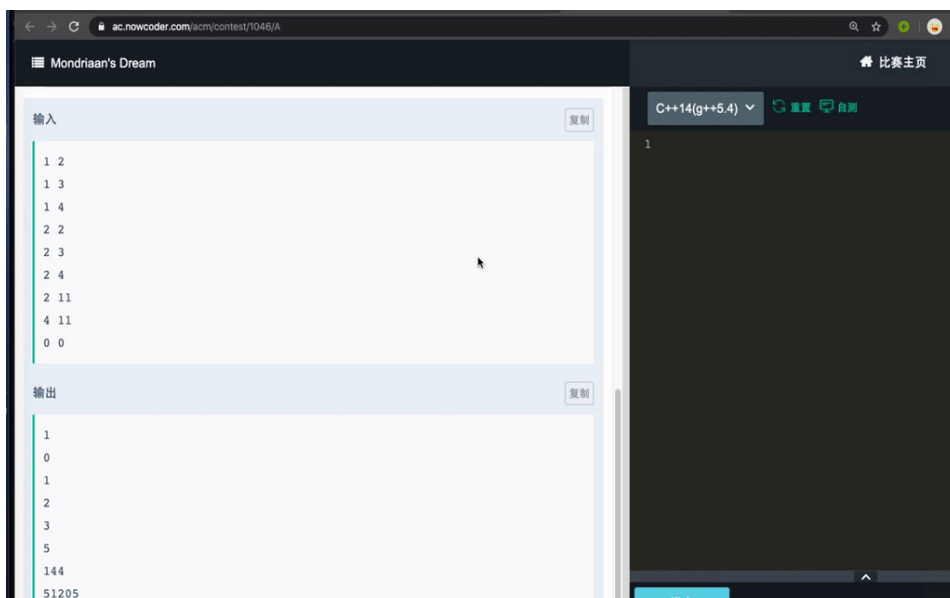 ac.nowcoder.com/acm/contest/1046/A
Mondriaan's Dream
比赛主页
输入
复制
C++14(g++5.4)
重置
自测
1
1 2
1 3
1 4
2 2
2 3
2 4
2 11
4 11
0 0
输出
复制
1
0
1
2
3
5
144
51205